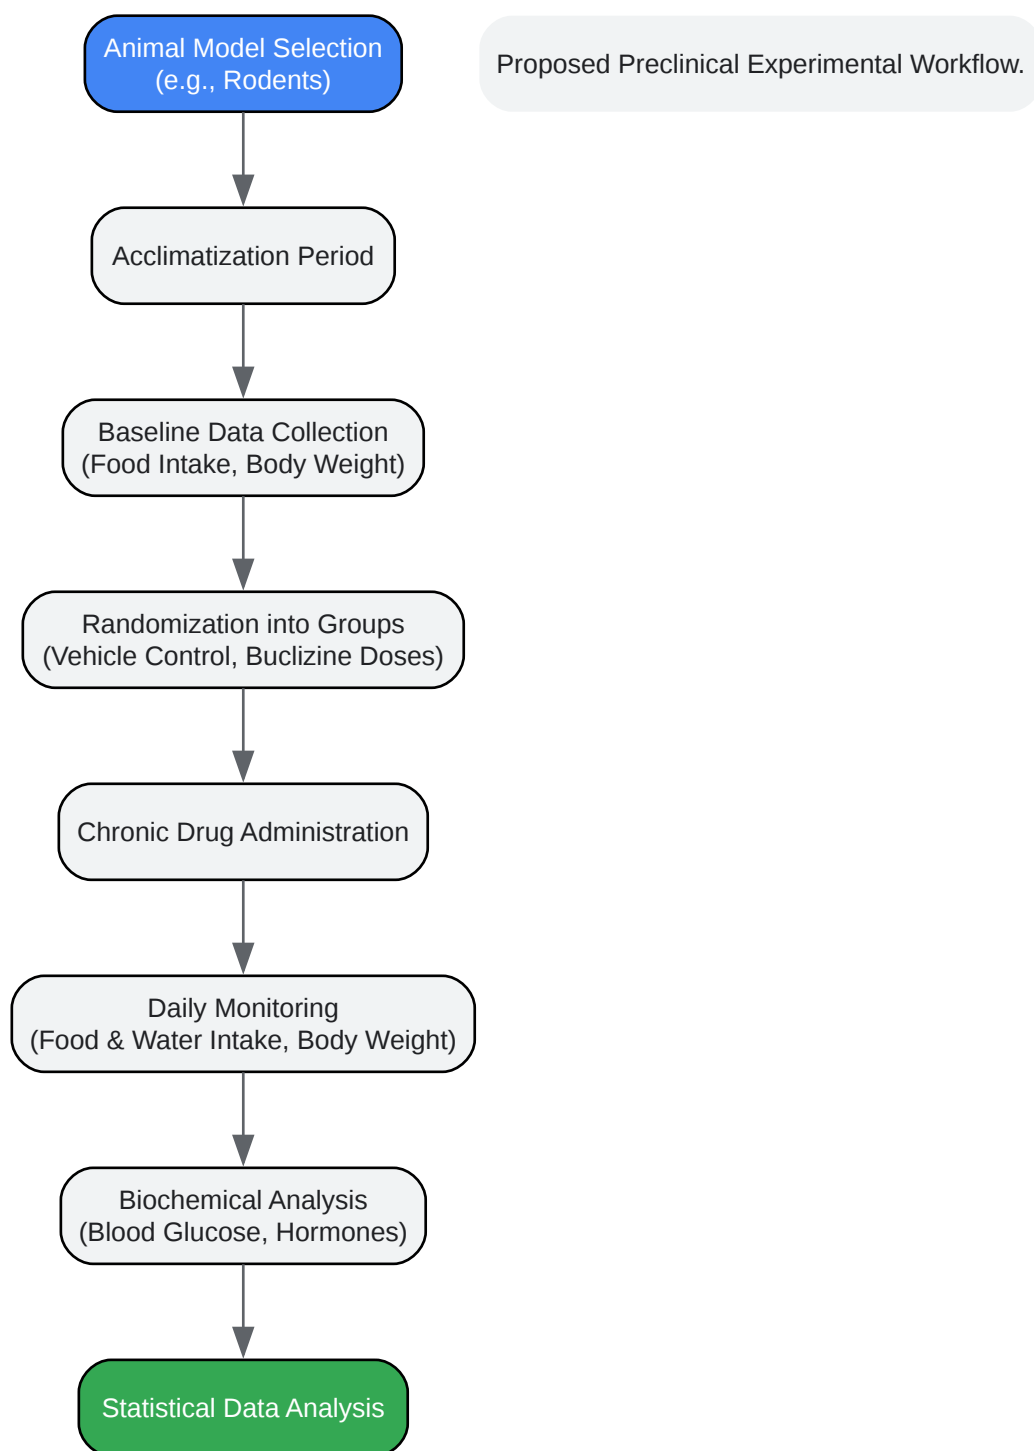 Animal Model Selection
(e.g., Rodents)
Proposed Preclinical Experimental Workflow.
Acclimatization Period
Baseline Data Collection
(Food Intake, Body Weight)
Randomization into Groups
(Vehicle Control, Buclizine Doses)
Chronic Drug Administration
Daily Monitoring
(Food & Water Intake, Body Weight)
Biochemical Analysis
(Blood Glucose, Hormones)
Statistical Data Analysis